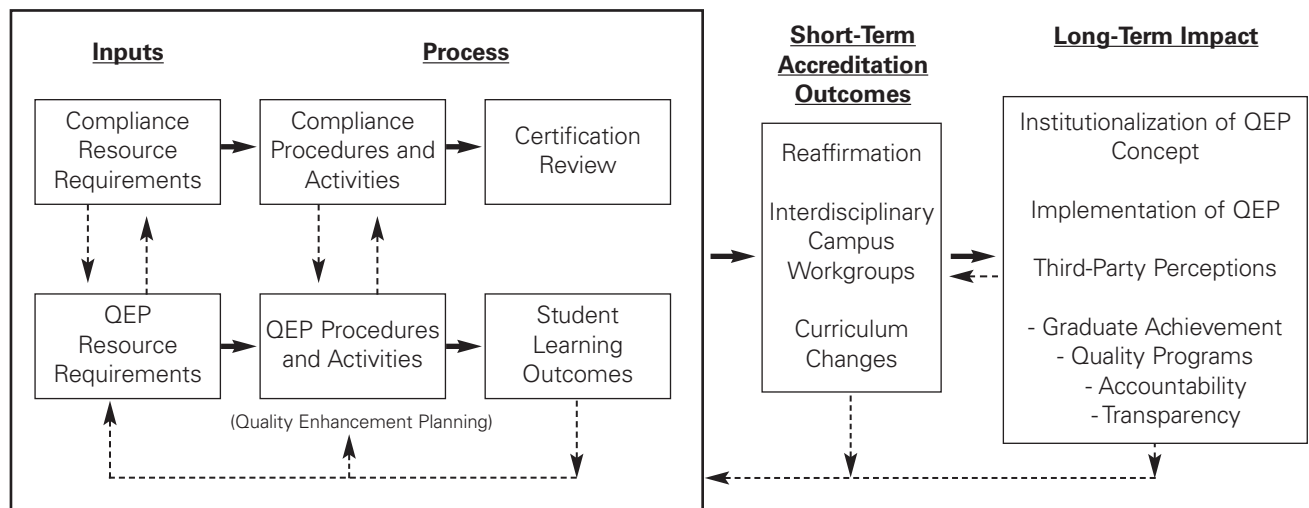 Inputs
Process
Short-Term
Accreditation
Outcomes
Long-Term Impact
Compliance
Resource
Requirements
Compliance
Procedures and
Activities
Certification
Review
QEP
Resource
Requirements
QEP Procedures
and Activities
Student
Learning
Outcomes
(Quality Enhancement Planning)
Reaffirmation
Interdisciplinary
Campus
Workgroups
Curriculum
Changes
Institutionalization of QEP
Concept
Implementation of QEP
Third-Party Perceptions
- Graduate Achievement
- Quality Programs
- Accountability
- Transparency